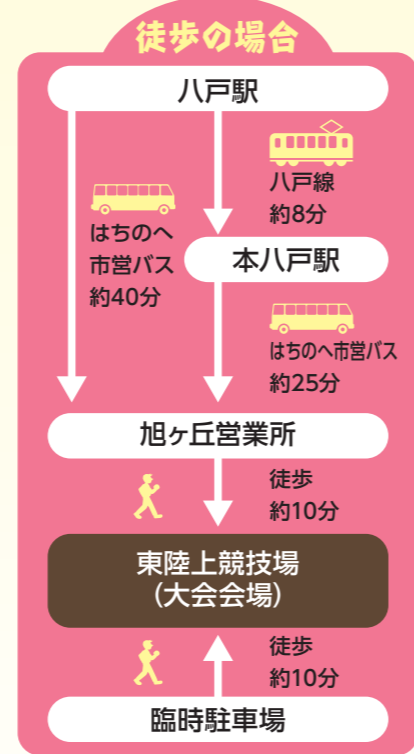 徒歩の場合
八戸駅
八戸線
約8分
はちのへ
市営バス
約40分
本八戸駅
はちのへ市営バス
約25分
旭ヶ丘営業所
徒歩
約10分
東陸上競技場
(大会会場)
徒歩
約10分
臨時駐車場